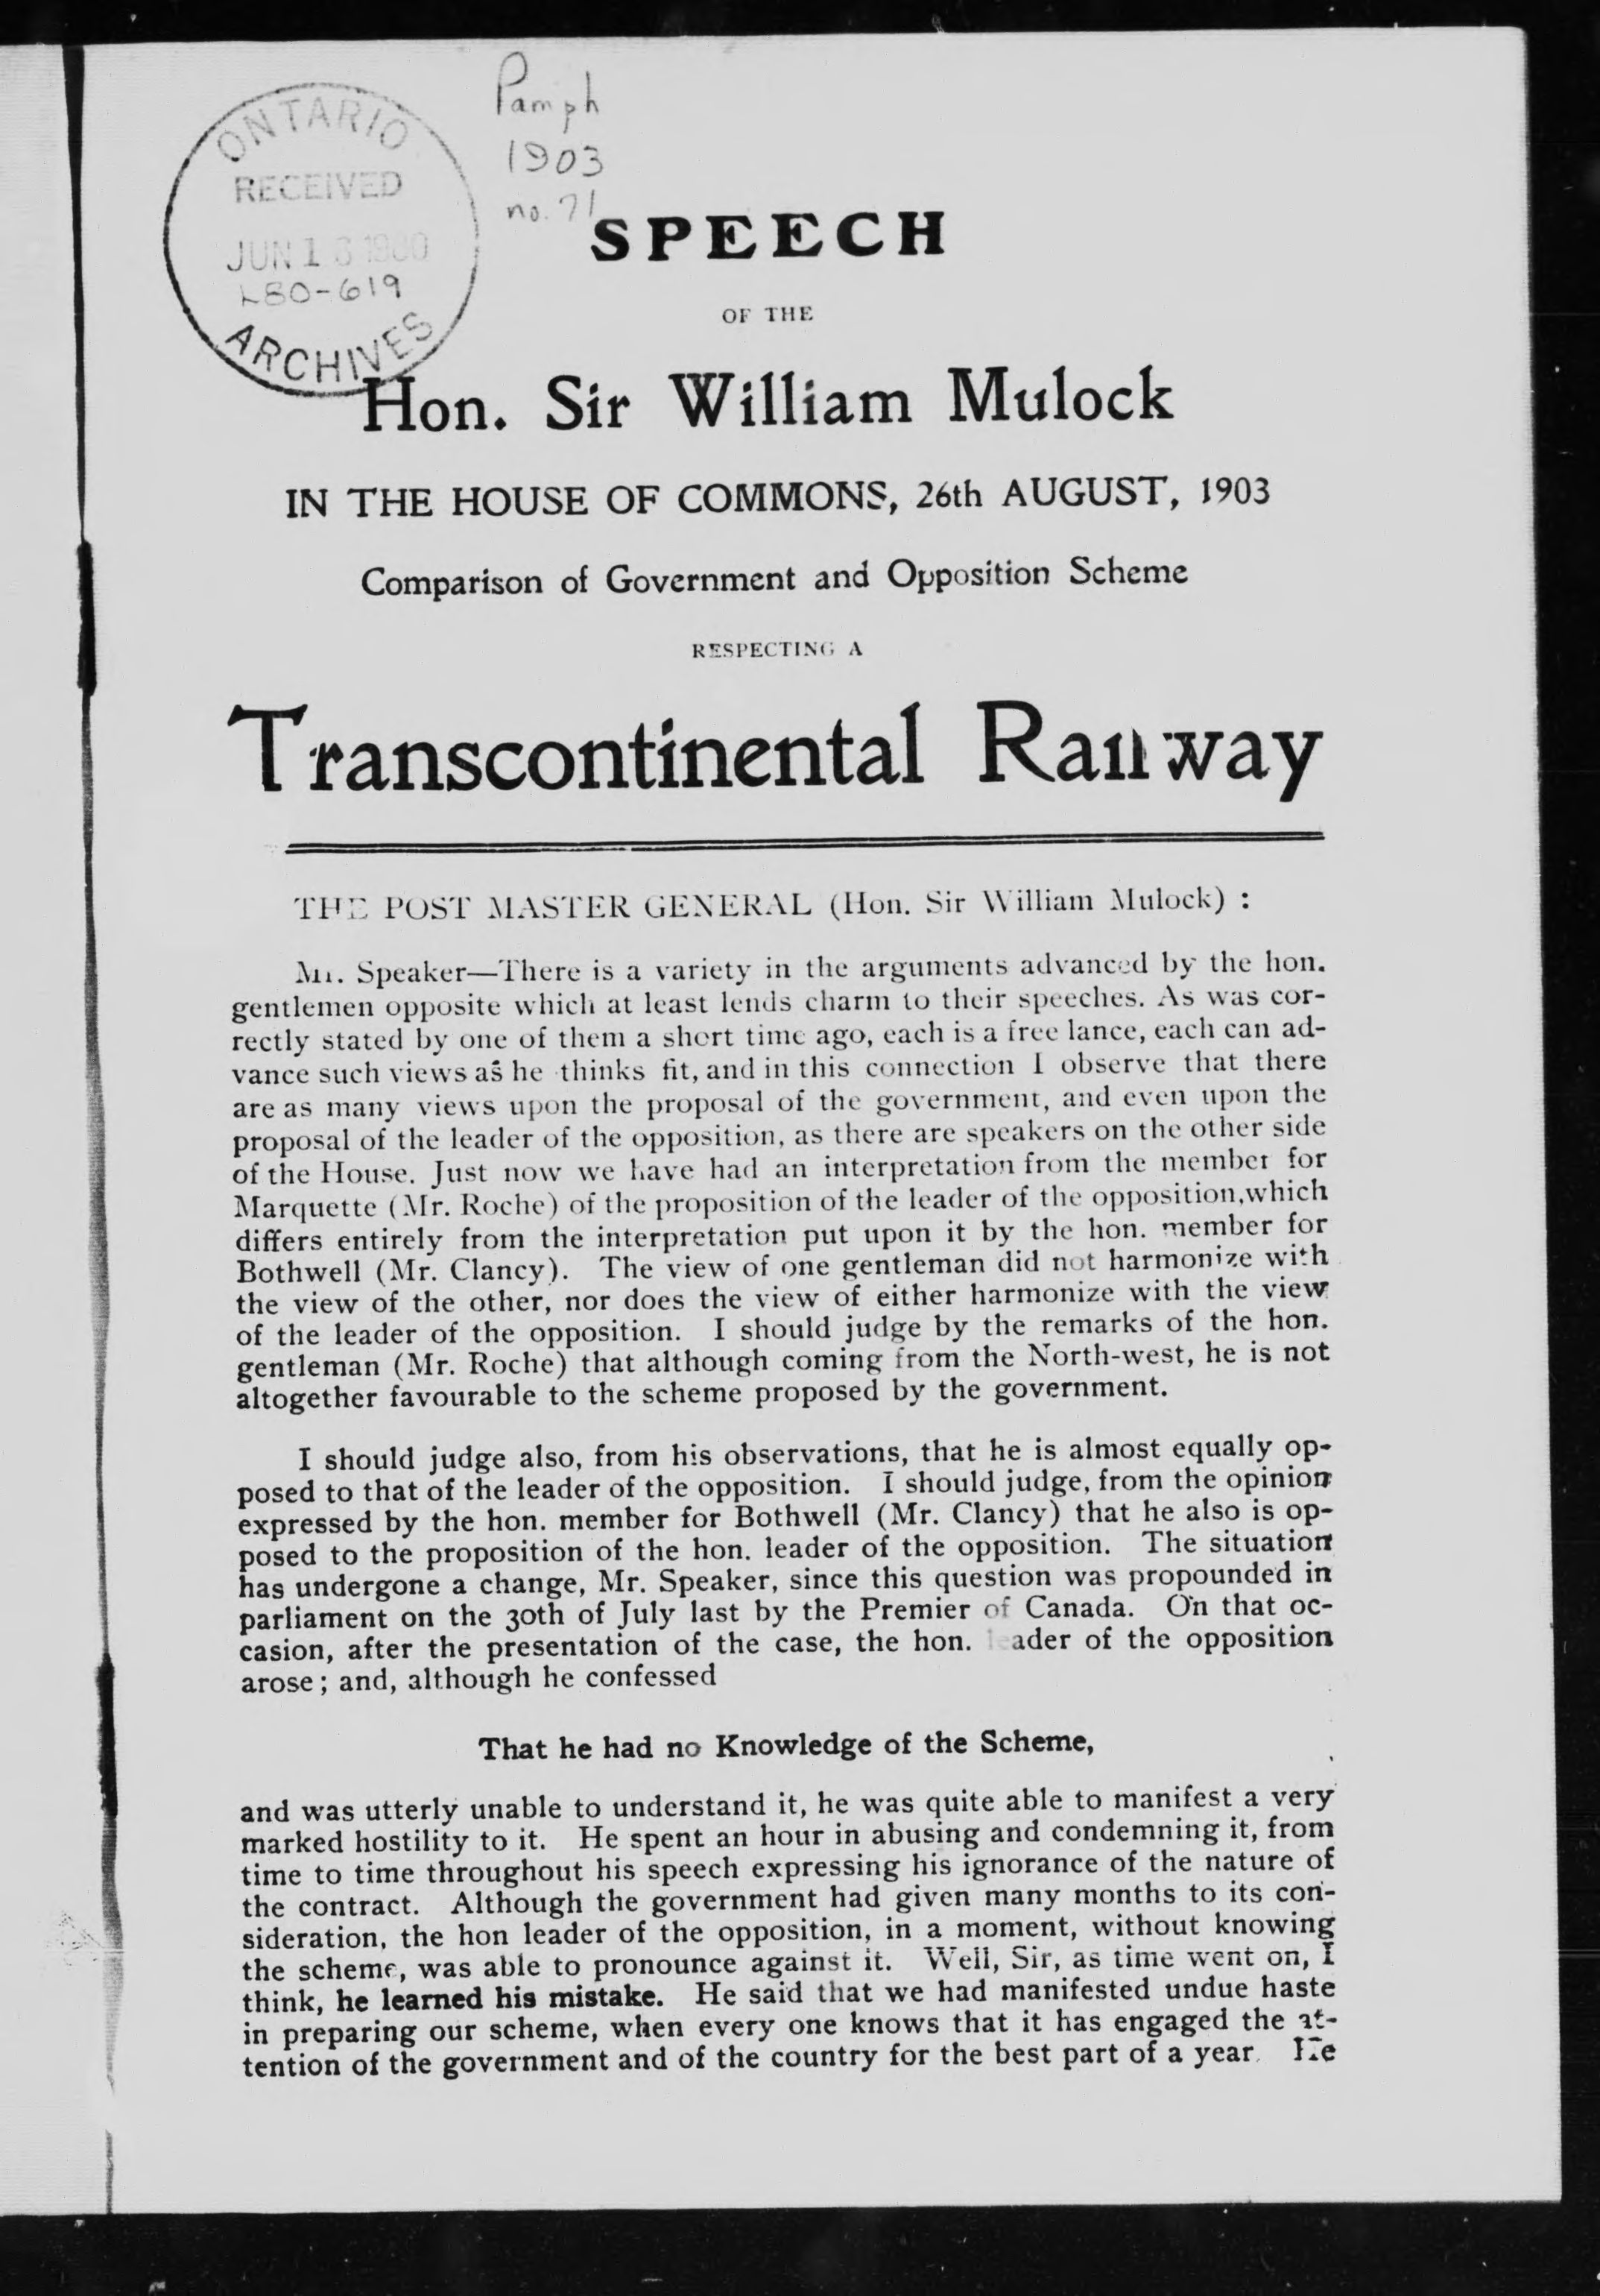 Pamph
1903
no. 71
ONTARIO
RECEIVED
JUN 1 1980
L80-619
ARCHIVES
SPEECH
OF THE
Hon. Sir William Mulock
IN THE HOUSE OF COMMONS, 26th AUGUST, 1903
Comparison of Government and Opposition Scheme
RESPECTING A
Transcontinental Railway
THE POST MASTER GENERAL (Hon. Sir William Mulock) :
Mr. Speaker—There is a variety in the arguments advanced by the hon.
gentlemen opposite which at least lends charm to their speeches. As was cor-
rectly stated by one of them a short time ago, each is a free lance, each can ad-
vance such views as he thinks fit, and in this connection I observe that there
are as many views upon the proposal of the government, and even upon the
proposal of the leader of the opposition, as there are speakers on the other side
of the House. Just now we have had an interpretation from the member for
Marquette (Mr. Roche) of the proposition of the leader of the opposition,which
differs entirely from the interpretation put upon it by the hon. member for
Bothwell (Mr. Clancy). The view of one gentleman did not harmonize with
the view of the other, nor does the view of either harmonize with the view
of the leader of the opposition. I should judge by the remarks of the hon.
gentleman (Mr. Roche) that although coming from the North-west, he is not
altogether favourable to the scheme proposed by the government.
I should judge also, from his observations, that he is almost equally op-
posed to that of the leader of the opposition. I should judge, from the opinion
expressed by the hon. member for Bothwell (Mr. Clancy) that he also is op-
posed to the proposition of the hon. leader of the opposition. The situation
has undergone a change, Mr. Speaker, since this question was propounded in
parliament on the 30th of July last by the Premier of Canada. On that oc-
casion, after the presentation of the case, the hon. leader of the opposition
arose; and, although he confessed
That he had no Knowledge of the Scheme,
and was utterly unable to understand it, he was quite able to manifest a very
marked hostility to it. He spent an hour in abusing and condemning it, from
time to time throughout his speech expressing his ignorance of the nature of
the contract. Although the government had given many months to its con-
sideration, the hon leader of the opposition, in a moment, without knowing
the scheme, was able to pronounce against it. Well, Sir, as time went on, I
think, he learned his mistake. He said that we had manifested undue haste
in preparing our scheme, when every one knows that it has engaged the at-
tention of the government and of the country for the best part of a year. He